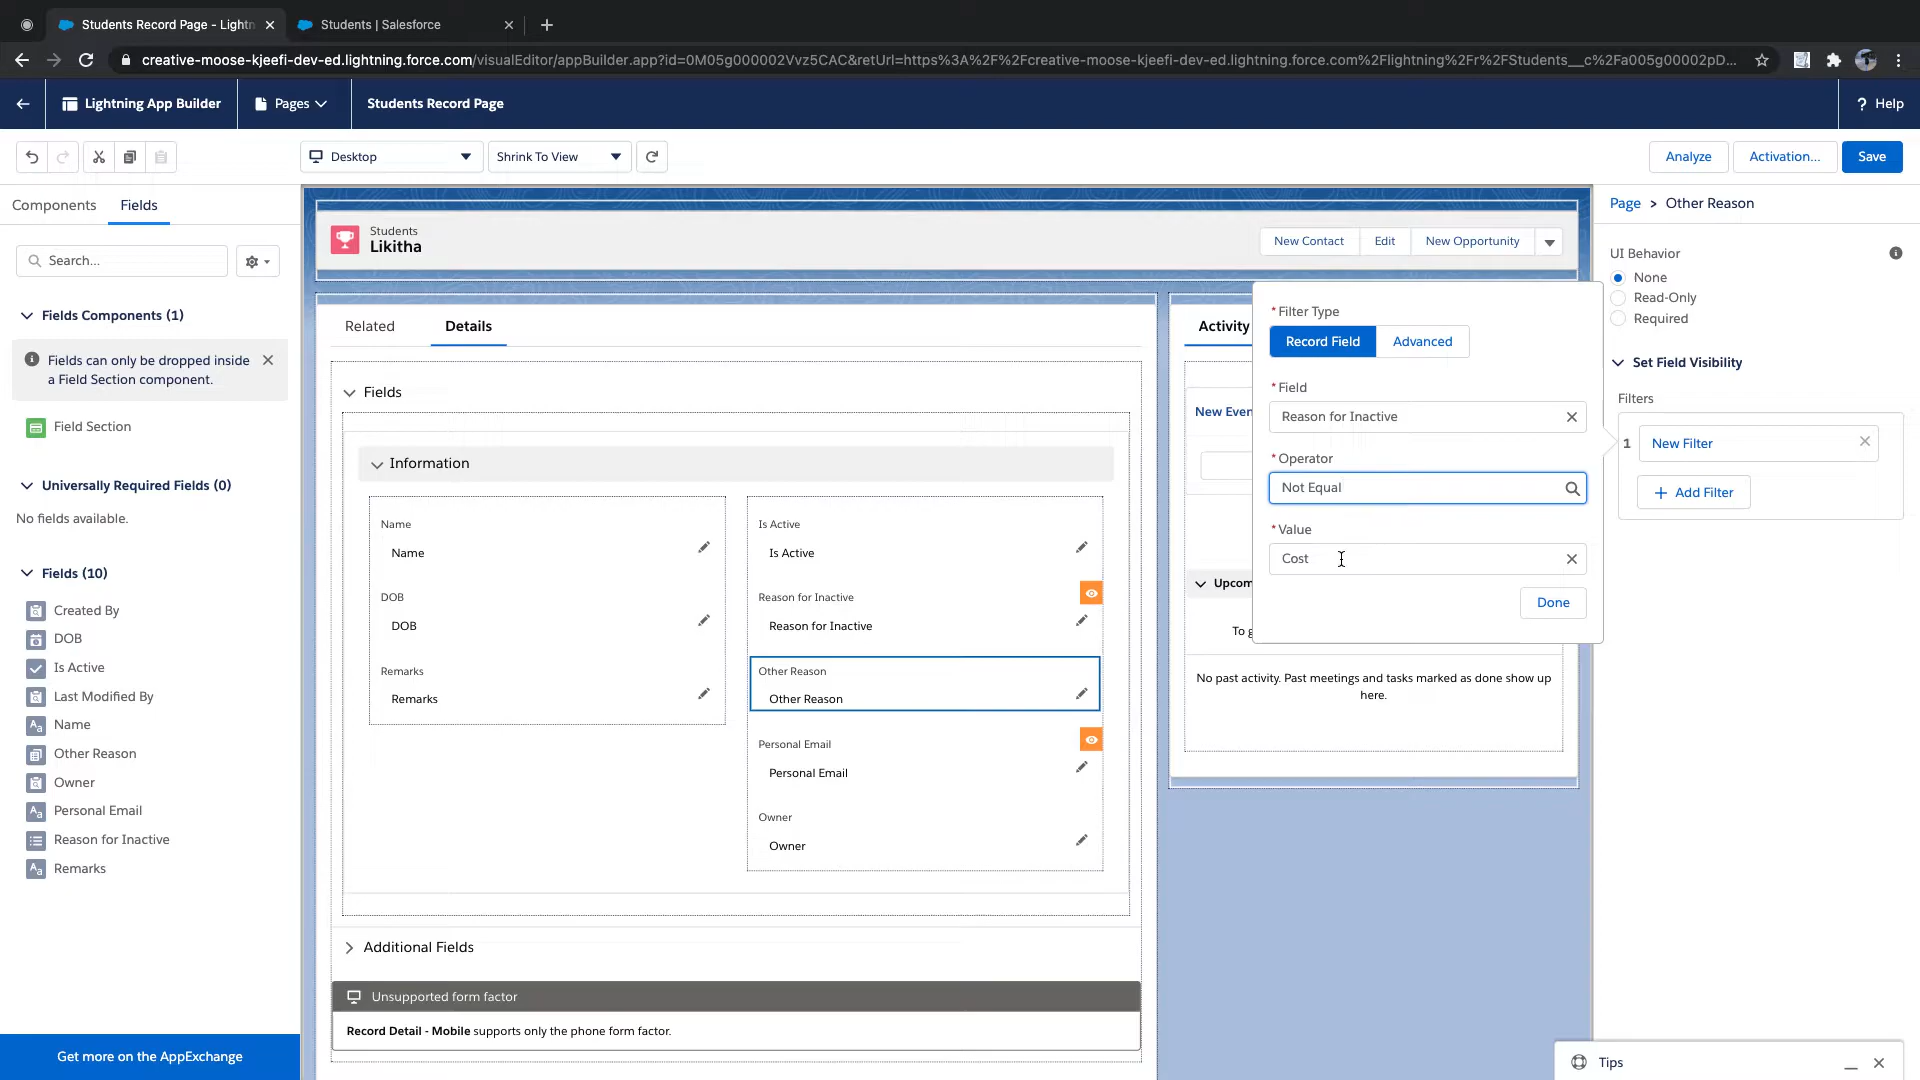 Students Record Page - Lightn
Students | Salesforce
creative-moose-kjeefi-dev-ed.lightning.force.com/visualEditor/appBuilder.app?id=0M05g000002Vvz5CAC&retUrl=https%3A%2F%2Fcreative-moose-kjeefi-dev-ed.lightning.force.com%2Flightning%2Fr%2FStudents__c%2Fa005g00002pD...
Lightning App Builder
Pages
Students Record Page
? Help
Desktop
Shrink To View
Analyze
Activation...
Save
Components
Fields
Search...
Fields Components (1)
Fields can only be dropped inside
a Field Section component.
Field Section
Universally Required Fields (0)
No fields available.
Fields (10)
Created By
DOB
Is Active
Last Modified By
Name
Other Reason
Owner
Personal Email
Reason for Inactive
Remarks
Get more on the AppExchange
Students
Likitha
New Contact
Edit
New Opportunity
Related
Details
Fields
Information
Name
Name
DOB
DOB
Remarks
Remarks
Is Active
Is Active
Reason for Inactive
Reason for Inactive
Other Reason
Other Reason
Personal Email
Personal Email
Owner
Owner
Additional Fields
Unsupported form factor
Record Detail - Mobile supports only the phone form factor.
Activity
New Even
Upcom
To g
No past activity. Past meetings and tasks marked as done show up
here.
* Filter Type
Record Field
Advanced
* Field
Reason for Inactive
* Operator
Not Equal
* Value
Cost
Done
Page > Other Reason
UI Behavior
None
Read-Only
Required
Set Field Visibility
Filters
1
New Filter
+ Add Filter
Tips